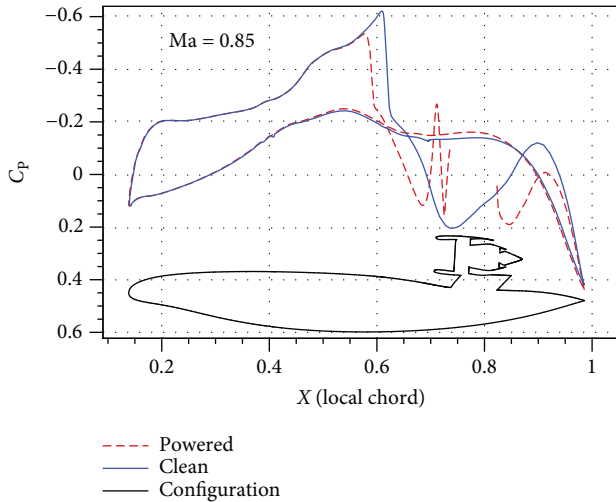 −0.6
Ma = 0.85
−0.4
−0.2
0
0.2
0.4
0.6
C_P
0.2 0.4 0.6 0.8 1
X (local chord)
Powered
Clean
Configuration